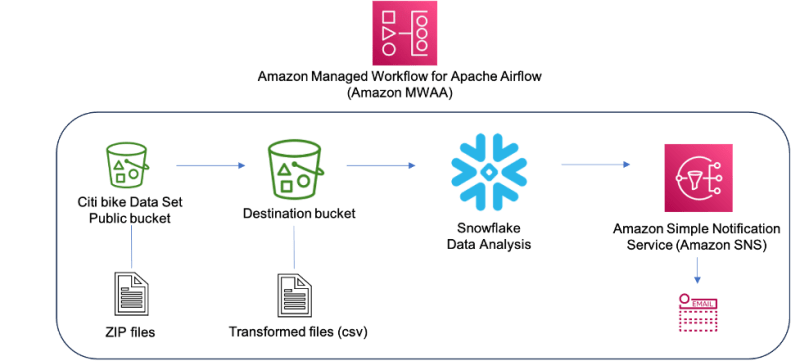 Amazon Managed Workflow for Apache Airflow
(Amazon MWAA)
Citi bike Data Set
Public bucket
Destination bucket
Snowflake
Data Analysis
Amazon Simple Notification
Service (Amazon SNS)
ZIP files
Transformed files (csv)
EMAIL